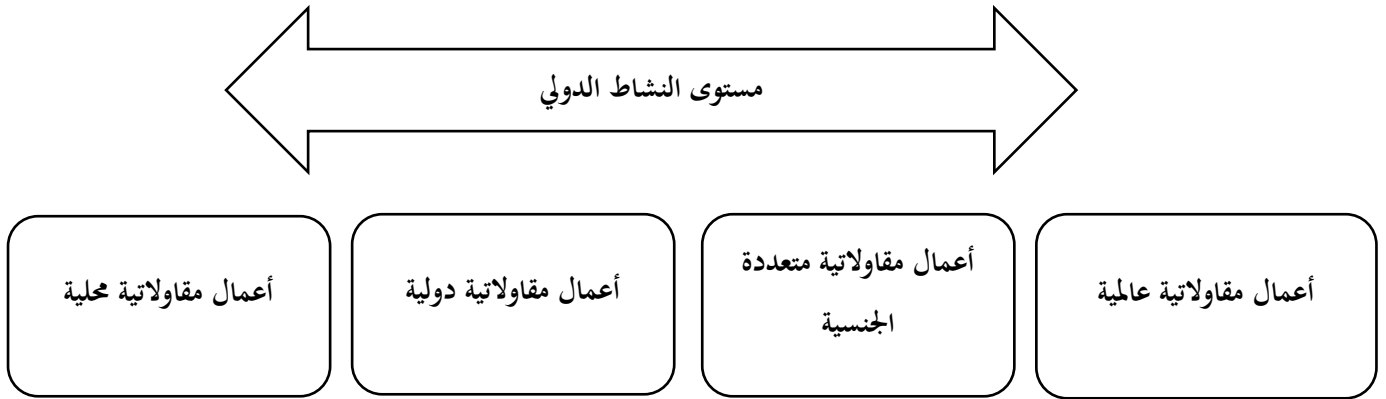 مستوى النشاط الدولي
أعمال مقاولاتية عالمية
أعمال مقاولاتية متعددة
الجنسية
أعمال مقاولاتية دولية
أعمال مقاولاتية محلية